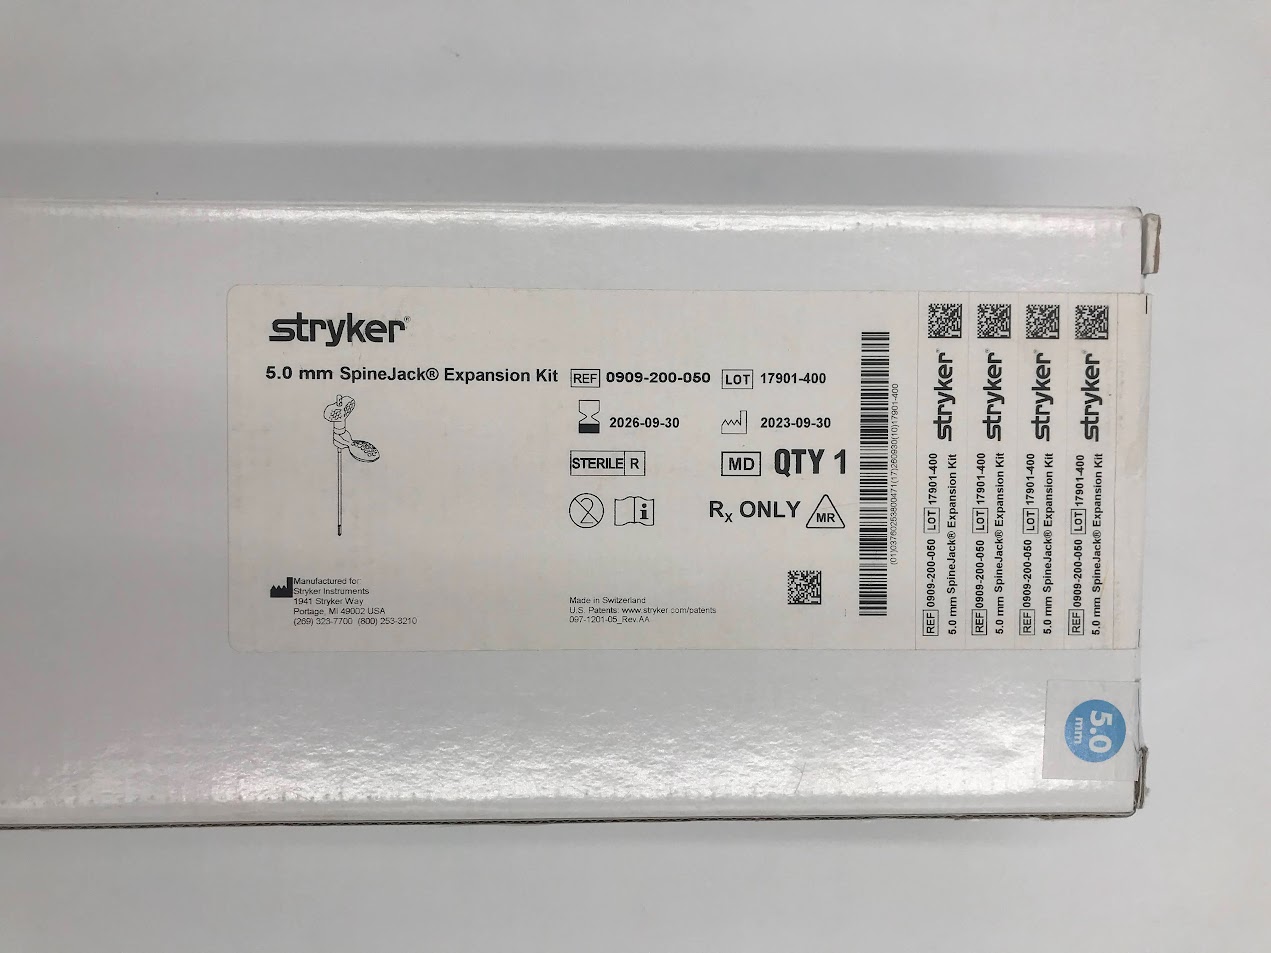 stryker®
5.0 mm SpineJack® Expansion Kit
REF 0909-200-050 LOT 17901-400
2026-09-30 2023-09-30
STERILE R MD QTY 1
2 i Rx ONLY MR
Manufactured for:
Stryker Instruments
1941 Stryker Way
Portage, MI 49002 USA
(269) 323-7700 (800) 253-3210
Made in Switzerland
U.S. Patents: www.stryker.com/patents
097-1201-05_Rev.AA
stryker®
REF 0909-200-050 LOT 17901-400
5.0 mm SpineJack® Expansion Kit
stryker®
REF 0909-200-050 LOT 17901-400
5.0 mm SpineJack® Expansion Kit
stryker®
REF 0909-200-050 LOT 17901-400
5.0 mm SpineJack® Expansion Kit
stryker®
REF 0909-200-050 LOT 17901-400
5.0 mm SpineJack® Expansion Kit
5.0
mm